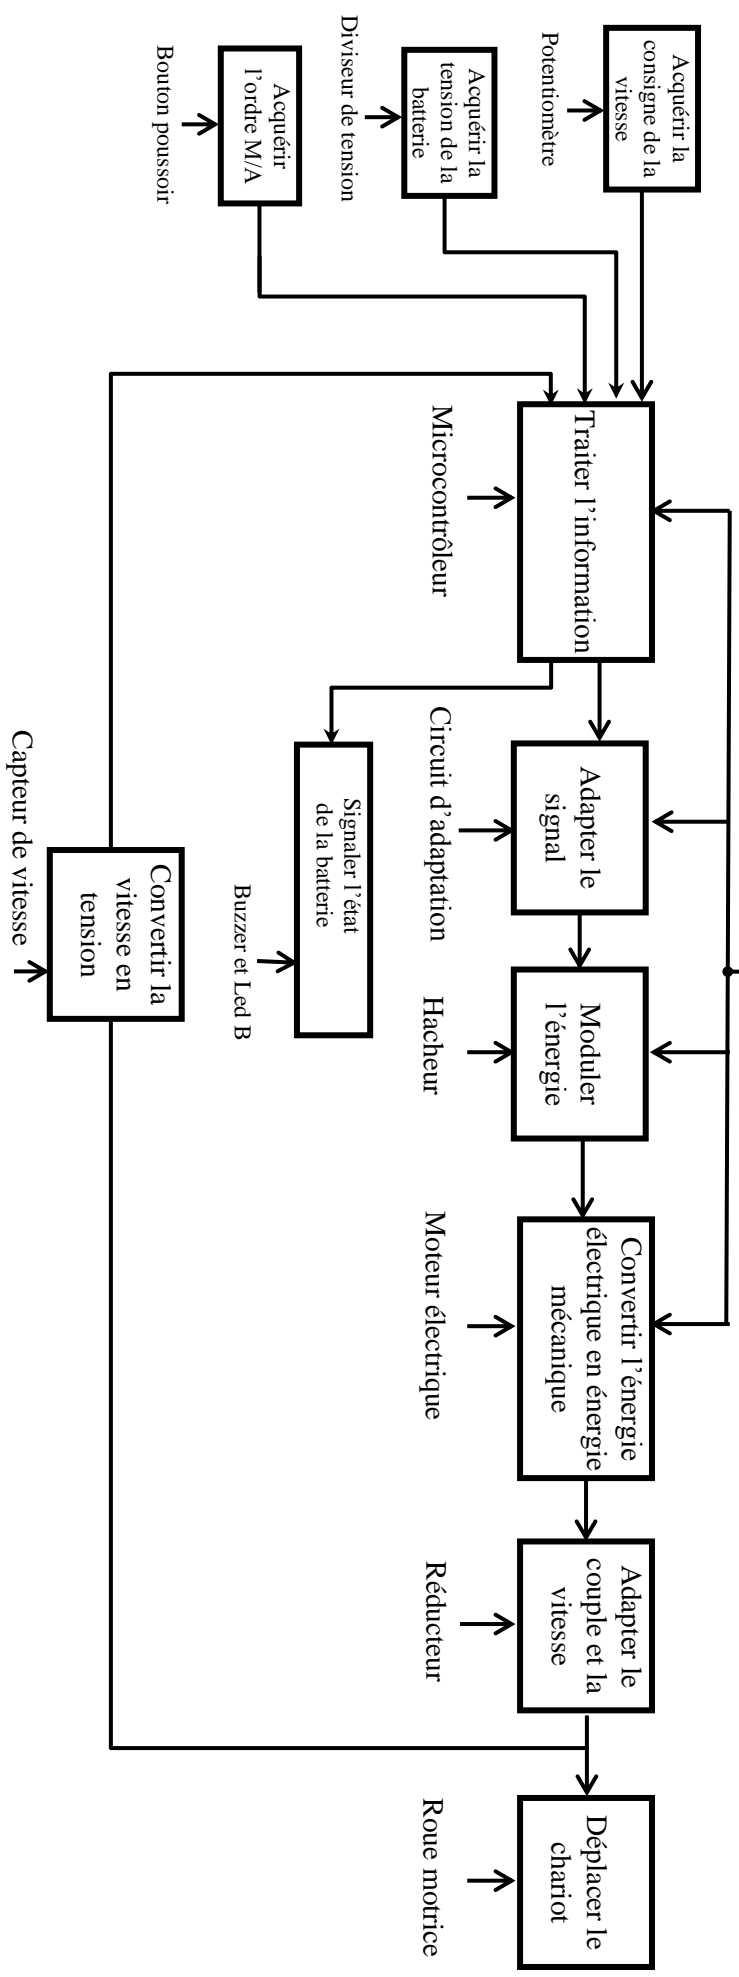 Acquérir la
consigne de la
vitesse
Potentiomètre
Acquérir la
tension de la
batterie
Diviseur de tension
Acquérir
l'ordre M/A
Bouton poussoir
Traiter l'information
Microcontrôleur
Adapter le
signal
Circuit d'adaptation
Moduler
l'énergie
Hacheur
Convertir l'énergie
électrique en énergie
mécanique
Moteur électrique
Adapter le
couple et la
vitesse
Réducteur
Déplacer le
chariot
Roue motrice
Signaler l'état
de la batterie
Buzzer et Led B
Convertir la
vitesse en
tension
Capteur de vitesse